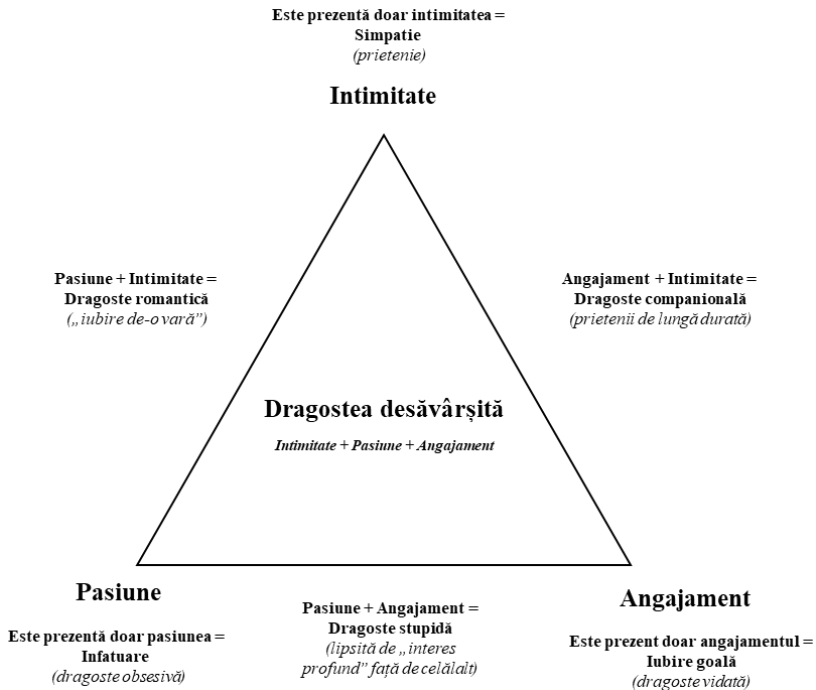 Este prezentă doar intimitatea =
Simpatie
(prietenie)
Intimitate
Pasiune + Intimitate =
Dragoste romantică
(„iubire de-o vară”)
Angajament + Intimitate =
Dragoste companională
(prietenii de lungă durată)
Dragostea desăvârșită
Intimitate + Pasiune + Angajament
Pasiune
Este prezentă doar pasiunea =
Infatuare
(dragoste obsesivă)
Pasiune + Angajament =
Dragoste stupidă
(lipsită de „interes
profund” față de celălalt)
Angajament
Este prezent doar angajamentul =
Iubire goală
(dragoste vidată)